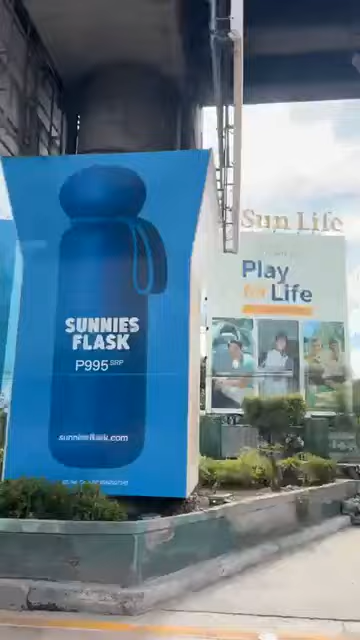 Sun Life
Play
for Life
SUNNIES
FLASK
P995 SRP
sunniesflask.com